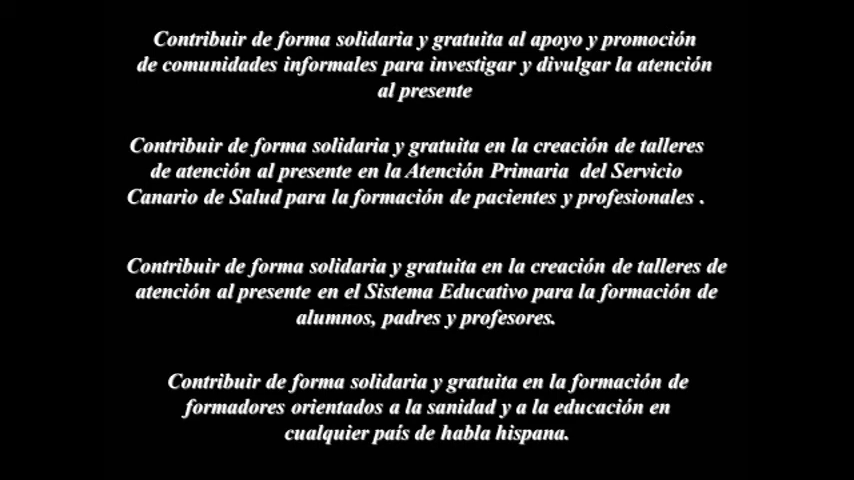 Contribuir de forma solidaria y gratuita al apoyo y promoción
de comunidades informales para investigar y divulgar la atención
al presente
Contribuir de forma solidaria y gratuita en la creación de talleres
de atención al presente en la Atención Primaria del Servicio
Canario de Salud para la formación de pacientes y profesionales .
Contribuir de forma solidaria y gratuita en la creación de talleres de
atención al presente en el Sistema Educativo para la formación de
alumnos, padres y profesores.
Contribuir de forma solidaria y gratuita en la formación de
formadores orientados a la sanidad y a la educación en
cualquier país de habla hispana.